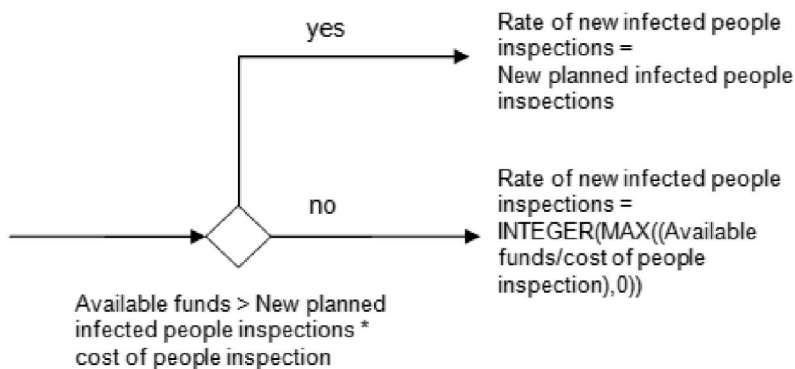 yes
Rate of new infected people
inspections =
New planned infected people
inspections
no
Rate of new infected people
inspections =
INTEGER(MAX((Available
funds/cost of people
inspection),0))
Available funds > New planned
infected people inspections *
cost of people inspection